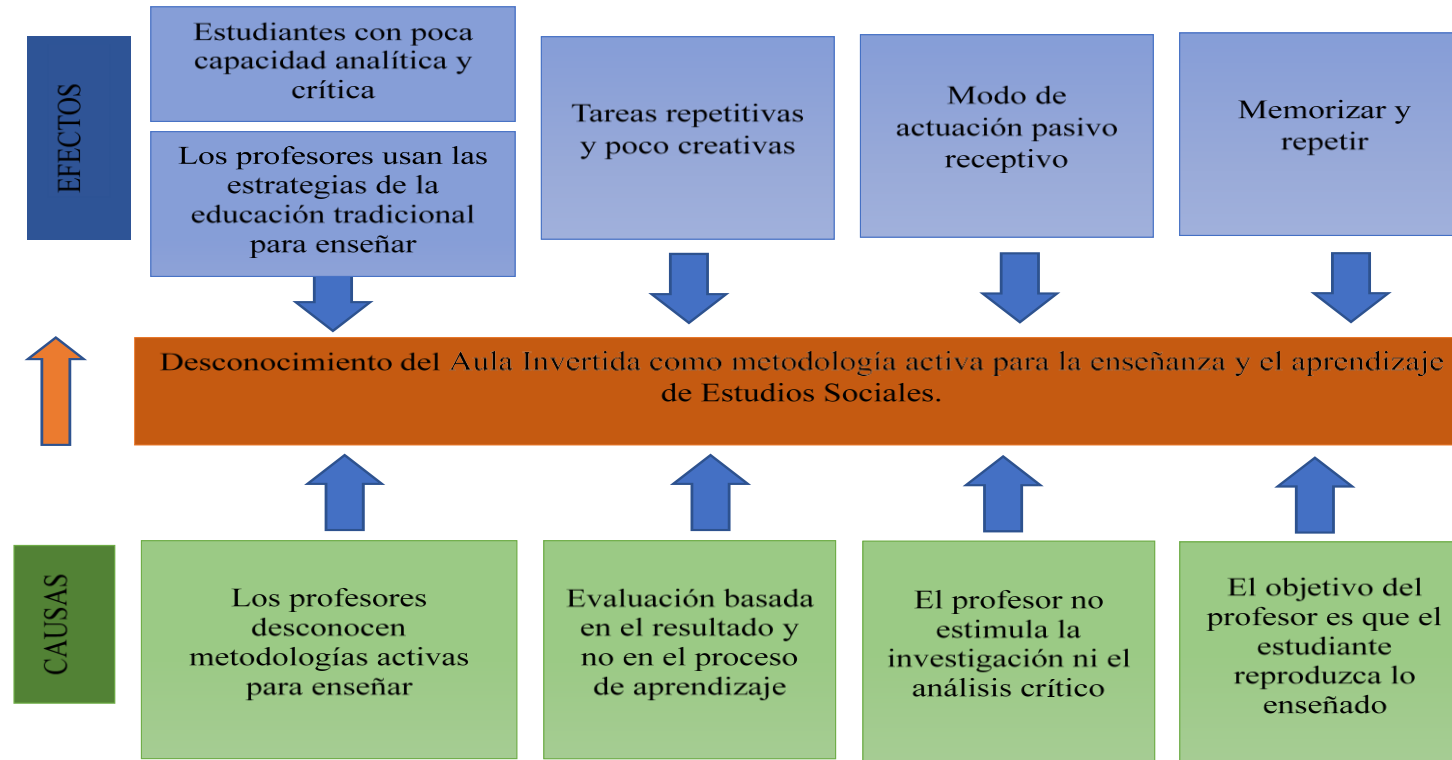 EFECTOS
Estudiantes con poca
capacidad analítica y
crítica
Los profesores usan las
estrategias de la
educación tradicional
para enseñar
Tareas repetitivas
y poco creativas
Modo de
actuación pasivo
receptivo
Memorizar y
repetir
Desconocimiento del Aula Invertida como metodología activa para la enseñanza y el aprendizaje
de Estudios Sociales.
CAUSAS
Los profesores
desconocen
metodologías activas
para enseñar
Evaluación basada
en el resultado y
no en el proceso
de aprendizaje
El profesor no
estimula la
investigación ni el
análisis crítico
El objetivo del
profesor es que el
estudiante
reproduzca lo
enseñado